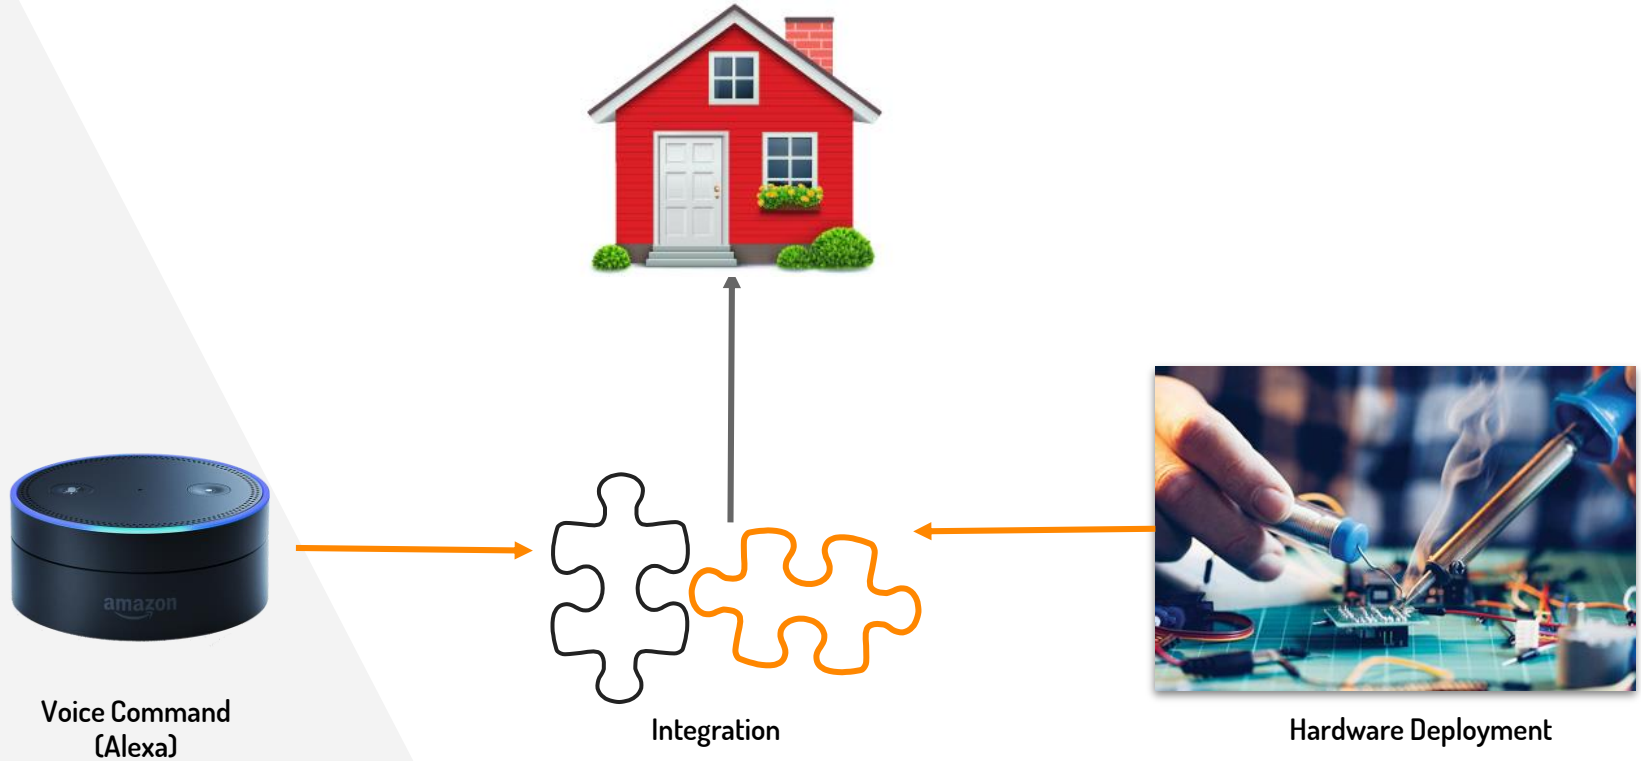 amazon
Voice Command
(Alexa)
Integration
Hardware Deployment